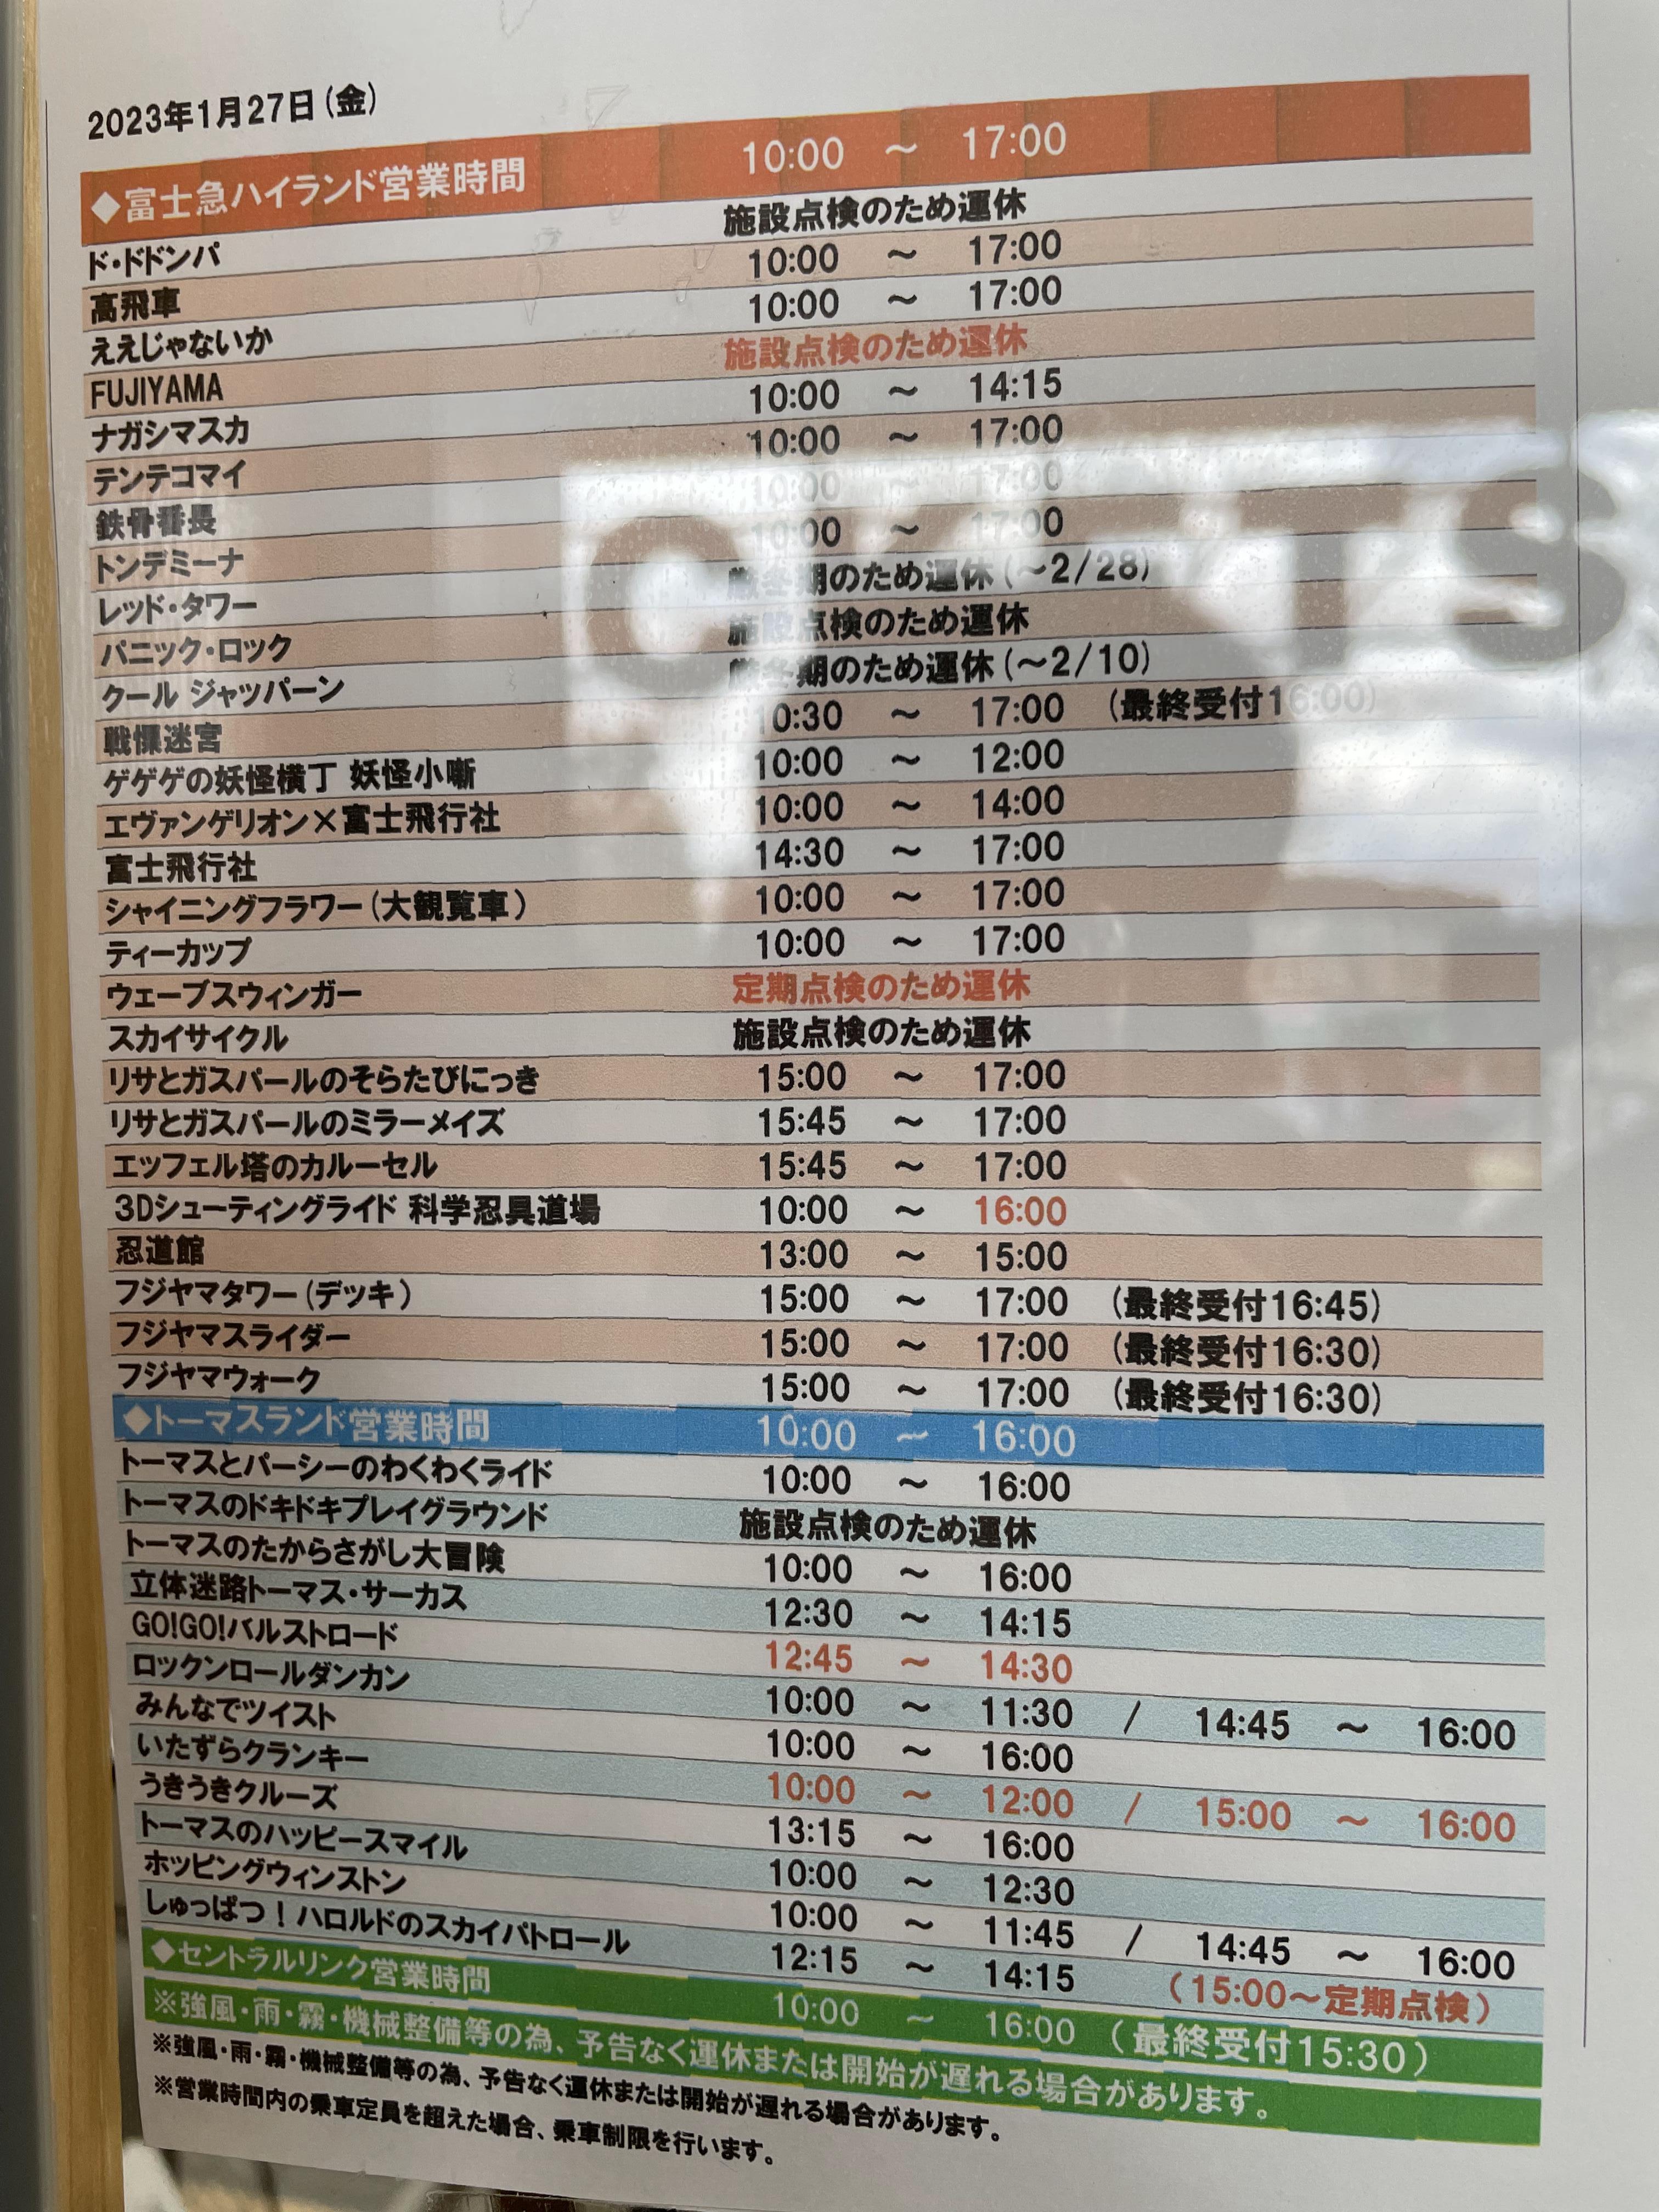 2023年1月27日(金)
◆富士急ハイランド営業時間 10:00 ～ 17:00
ド・ドドンパ 施設点検のため運休
高飛車 10:00 ～ 17:00
ええじゃないか 10:00 ～ 17:00
FUJIYAMA 施設点検のため運休
ナガシマスカ 10:00 ～ 14:15
テンテコマイ 10:00 ～ 17:00
鉄骨番長 10:00 ～ 17:00
トンデミーナ 10:00 ～ 17:00
レッド・タワー 厳冬期のため運休(～2/28)
パニック・ロック 施設点検のため運休
クール ジャッパーン 厳冬期のため運休(～2/10)
戦慄迷宮 10:30 ～ 17:00 (最終受付16:00)
ゲゲゲの妖怪横丁 妖怪小噺 10:00 ～ 12:00
エヴァンゲリオン×富士飛行社 10:00 ～ 14:00
富士飛行社 14:30 ～ 17:00
シャイニングフラワー(大観覧車) 10:00 ～ 17:00
ティーカップ 10:00 ～ 17:00
ウェーブスウィンガー 定期点検のため運休
スカイサイクル 施設点検のため運休
リサとガスパールのそらたびにっき 15:00 ～ 17:00
リサとガスパールのミラーメイズ 15:45 ～ 17:00
エッフェル塔のカルーセル 15:45 ～ 17:00
3Dシューティングライド 科学忍具道場 10:00 ～ 16:00
忍道館 13:00 ～ 15:00
フジヤマタワー(デッキ) 15:00 ～ 17:00 (最終受付16:45)
フジヤマスライダー 15:00 ～ 17:00 (最終受付16:30)
フジヤマウォーク 15:00 ～ 17:00 (最終受付16:30)
◆トーマスランド営業時間 10:00 ～ 16:00
トーマスとパーシーのわくわくライド 10:00 ～ 16:00
トーマスのドキドキプレイグラウンド 施設点検のため運休
トーマスのたからさがし大冒険 10:00 ～ 16:00
立体迷路トーマス・サーカス 12:30 ～ 14:15
GO!GO!バルストロード 12:45 ～ 14:30
ロックンロールダンカン 10:00 ～ 11:30 / 14:45 ～ 16:00
みんなでツイスト 10:00 ～ 16:00
いたずらクランキー 10:00 ～ 12:00 / 15:00 ～ 16:00
うきうきクルーズ 13:15 ～ 16:00
トーマスのハッピースマイル 10:00 ～ 12:30
ホッピングウィンストン 10:00 ～ 11:45 / 14:45 ～ 16:00
しゅっぱつ！ハロルドのスカイパトロール 12:15 ～ 14:15 (15:00～定期点検)
◆セントラルリンク営業時間 10:00 ～ 16:00 (最終受付15:30)
※強風・雨・霧・機械整備等の為、予告なく運休または開始が遅れる場合があります。
※強風・雨・霧・機械整備等の為、予告なく運休または開始が遅れる場合があります。
※営業時間内の乗車定員を超えた場合、乗車制限を行います。